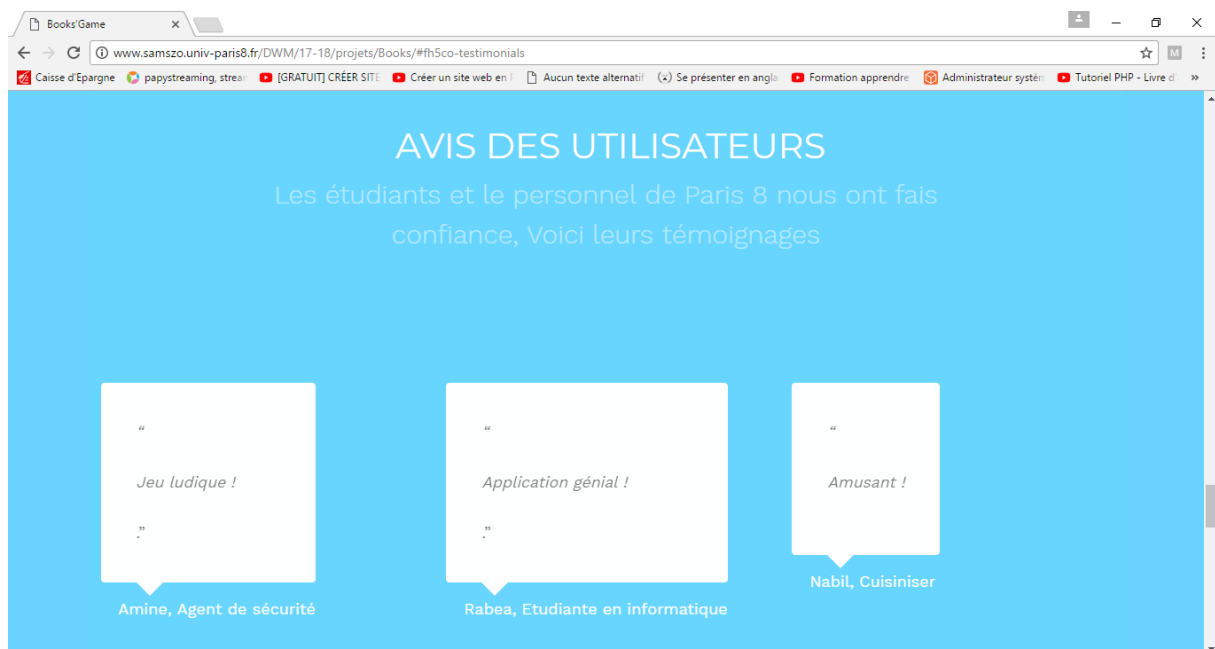 Books'Game
www.samszo.univ-paris8.fr/DWM/17-18/projets/Books/#fh5co-testimonials
M
Caisse d'Epargne papystreaming, strea [GRATUIT] CRÉER SITE Créer un site web en Aucun texte alternatif Se présenter en angla Formation apprendre Administrateur systèm Tutoriel PHP - Livre d' »
AVIS DES UTILISATEURS
Les étudiants et le personnel de Paris 8 nous ont fais
confiance, Voici leurs témoignages
“
Jeu ludique !
.”
Amine, Agent de sécurité
“
Application génial !
.”
Rabea, Etudiante en informatique
“
Amusant !
Nabil, Cuisiniser